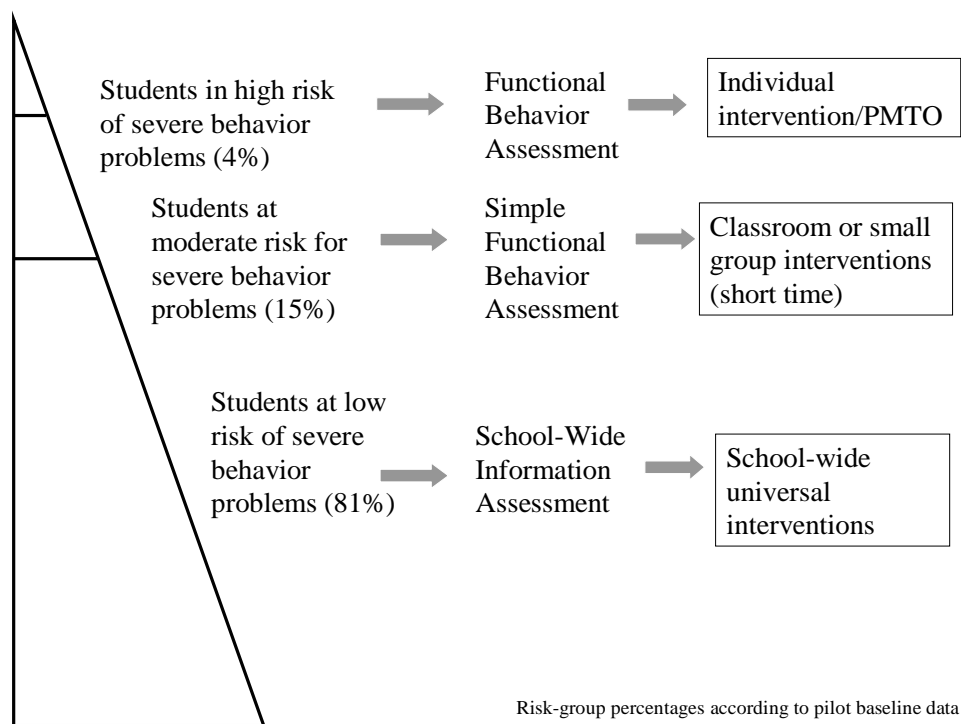 Students in high risk
of severe behavior
problems (4%)
Functional
Behavior
Assessment
Individual
intervention/PMTO
Students at
moderate risk for
severe behavior
problems (15%)
Simple
Functional
Behavior
Assessment
Classroom or small
group interventions
(short time)
Students at low
risk of severe
behavior
problems (81%)
School-Wide
Information
Assessment
School-wide
universal
interventions
Risk-group percentages according to pilot baseline data